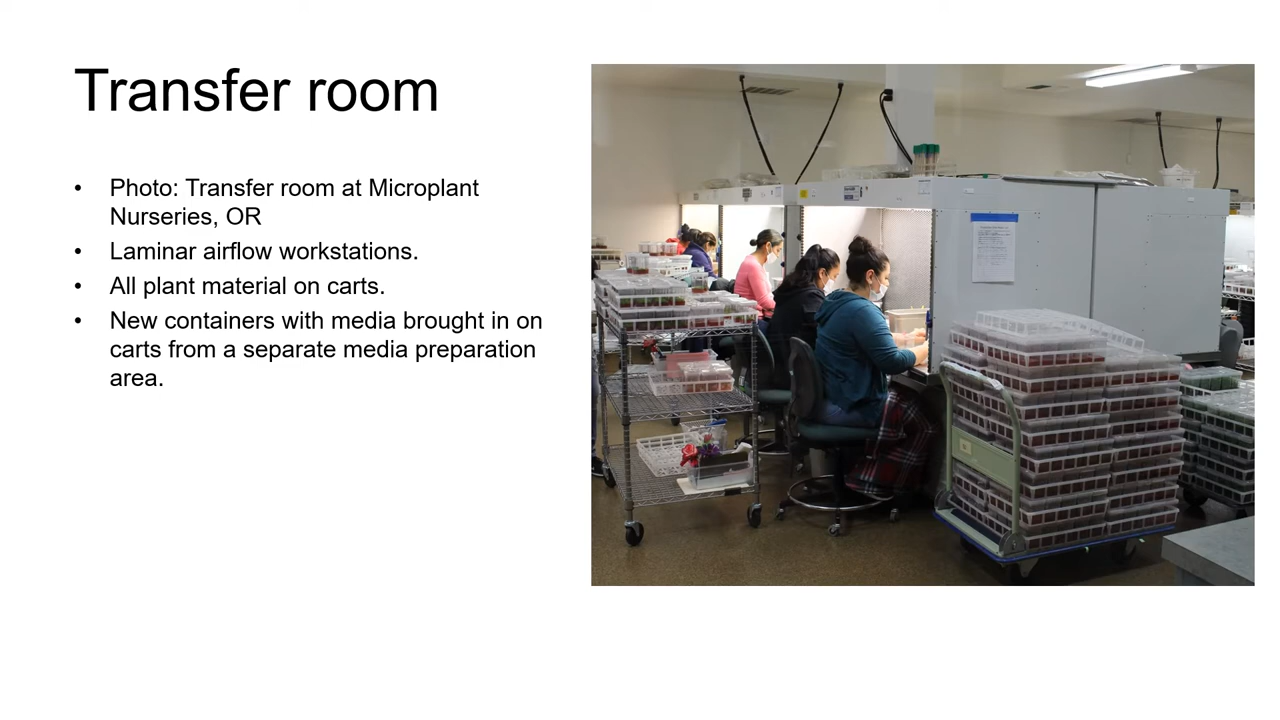 Transfer room
• Photo: Transfer room at Microplant
Nurseries, OR
• Laminar airflow workstations.
• All plant material on carts.
• New containers with media brought in on
carts from a separate media preparation
area.